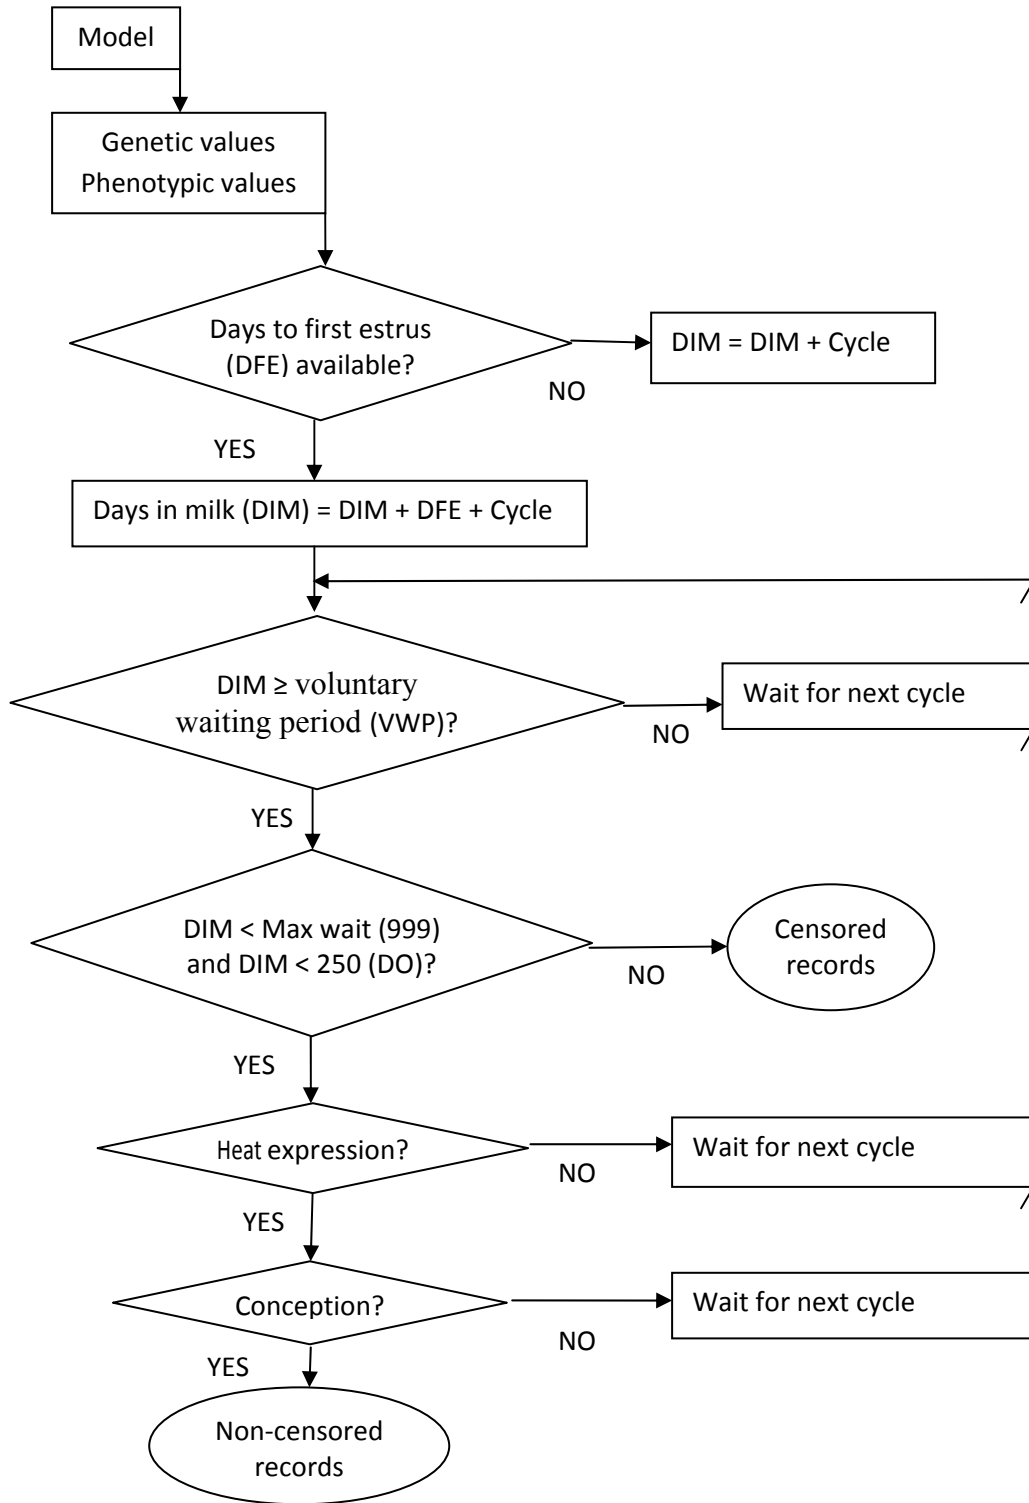 Model
Genetic values
Phenotypic values
Days to first estrus
(DFE) available?
DIM = DIM + Cycle
NO
YES
Days in milk (DIM) = DIM + DFE + Cycle
DIM ≥ voluntary
waiting period (VWP)?
Wait for next cycle
NO
YES
DIM < Max wait (999)
and DIM < 250 (DO)?
Censored
records
NO
YES
Heat expression?
Wait for next cycle
NO
YES
Conception?
Wait for next cycle
NO
YES
Non-censored
records